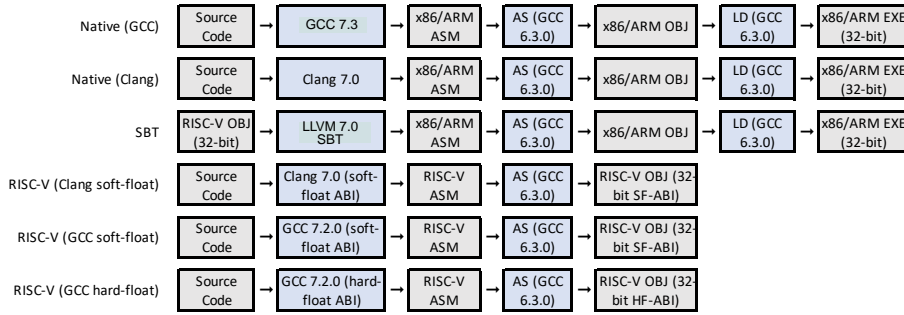 Native (GCC)
Source
Code
GCC 7.3
x86/ARM
ASM
AS (GCC
6.3.0)
x86/ARM OBJ
LD (GCC
6.3.0)
x86/ARM EXE
(32-bit)
Native (Clang)
Source
Code
Clang 7.0
x86/ARM
ASM
AS (GCC
6.3.0)
x86/ARM OBJ
LD (GCC
6.3.0)
x86/ARM EXE
(32-bit)
SBT
RISC-V OBJ
(32-bit)
LLVM 7.0
SBT
x86/ARM
ASM
AS (GCC
6.3.0)
x86/ARM OBJ
LD (GCC
6.3.0)
x86/ARM EXE
(32-bit)
RISC-V (Clang soft-float)
Source
Code
Clang 7.0 (soft-
float ABI)
RISC-V
ASM
AS (GCC
6.3.0)
RISC-V OBJ (32-
bit SF-ABI)
RISC-V (GCC soft-float)
Source
Code
GCC 7.2.0 (soft-
float ABI)
RISC-V
ASM
AS (GCC
6.3.0)
RISC-V OBJ (32-
bit SF-ABI)
RISC-V (GCC hard-float)
Source
Code
GCC 7.2.0 (hard-
float ABI)
RISC-V
ASM
AS (GCC
6.3.0)
RISC-V OBJ (32-
bit HF-ABI)